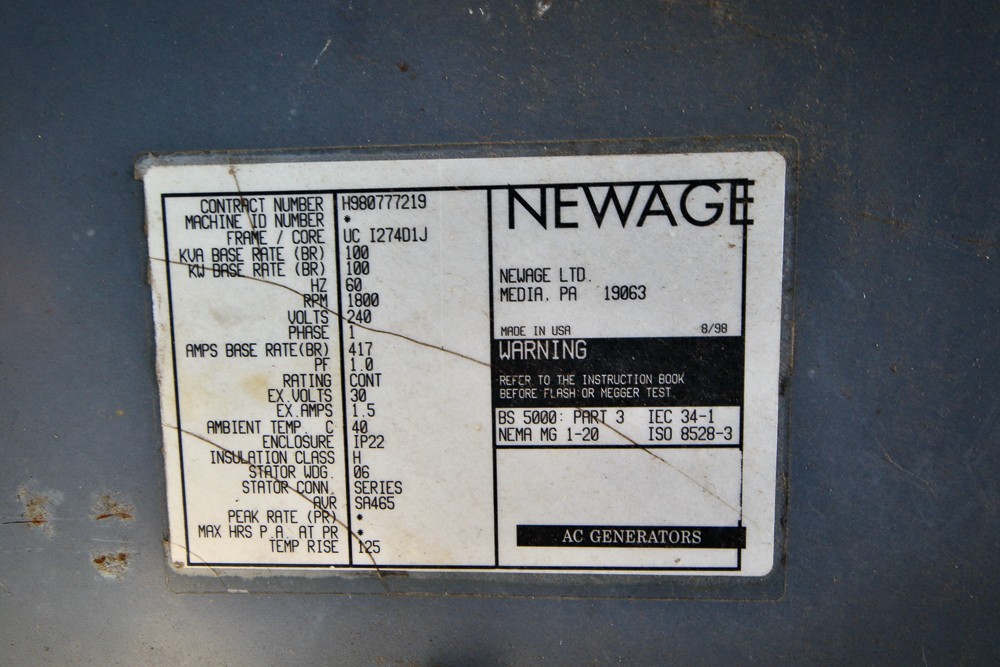 CONTRACT NUMBER H980777219
MACHINE ID NUMBER *
FRAME / CORE UC I274D1J
KVA BASE RATE (BR) 100
KW BASE RATE (BR) 100
HZ 60
RPM 1800
VOLTS 240
PHASE 1
AMPS BASE RATE(BR) 417
PF 1.0
RATING CONT
EX.VOLTS 30
EX.AMPS 1.5
AMBIENT TEMP. C 40
ENCLOSURE IP22
INSULATION CLASS H
STATOR WDG. 06
STATOR CONN. SERIES
AVR SA465
PEAK RATE (PR) *
MAX HRS P.A. AT PR *
TEMP RISE 125
NEWAGE
NEWAGE LTD.
MEDIA, PA 19063
MADE IN USA 8/98
WARNING
REFER TO THE INSTRUCTION BOOK
BEFORE FLASH OR MEGGER TEST
BS 5000: PART 3 IEC 34-1
NEMA MG 1-20 ISO 8528-3
AC GENERATORS